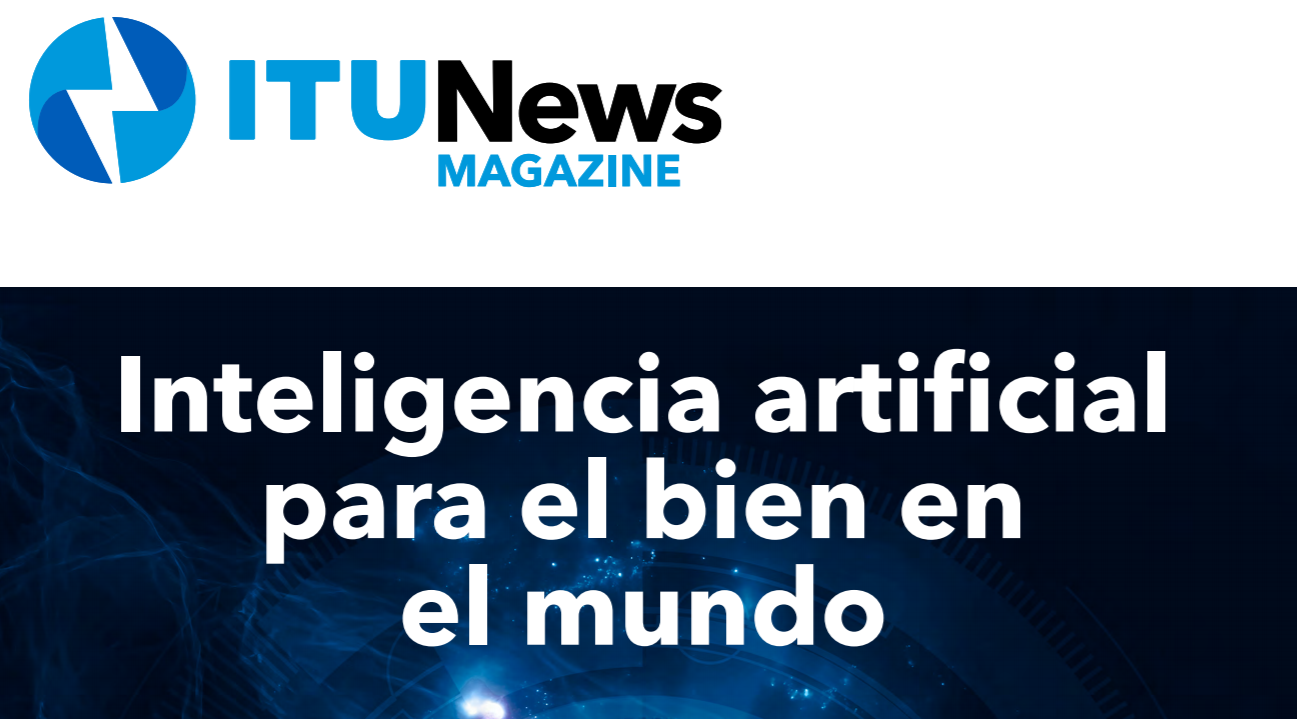 ITUNews
MAGAZINE
Inteligencia artificial
para el bien en
el mundo